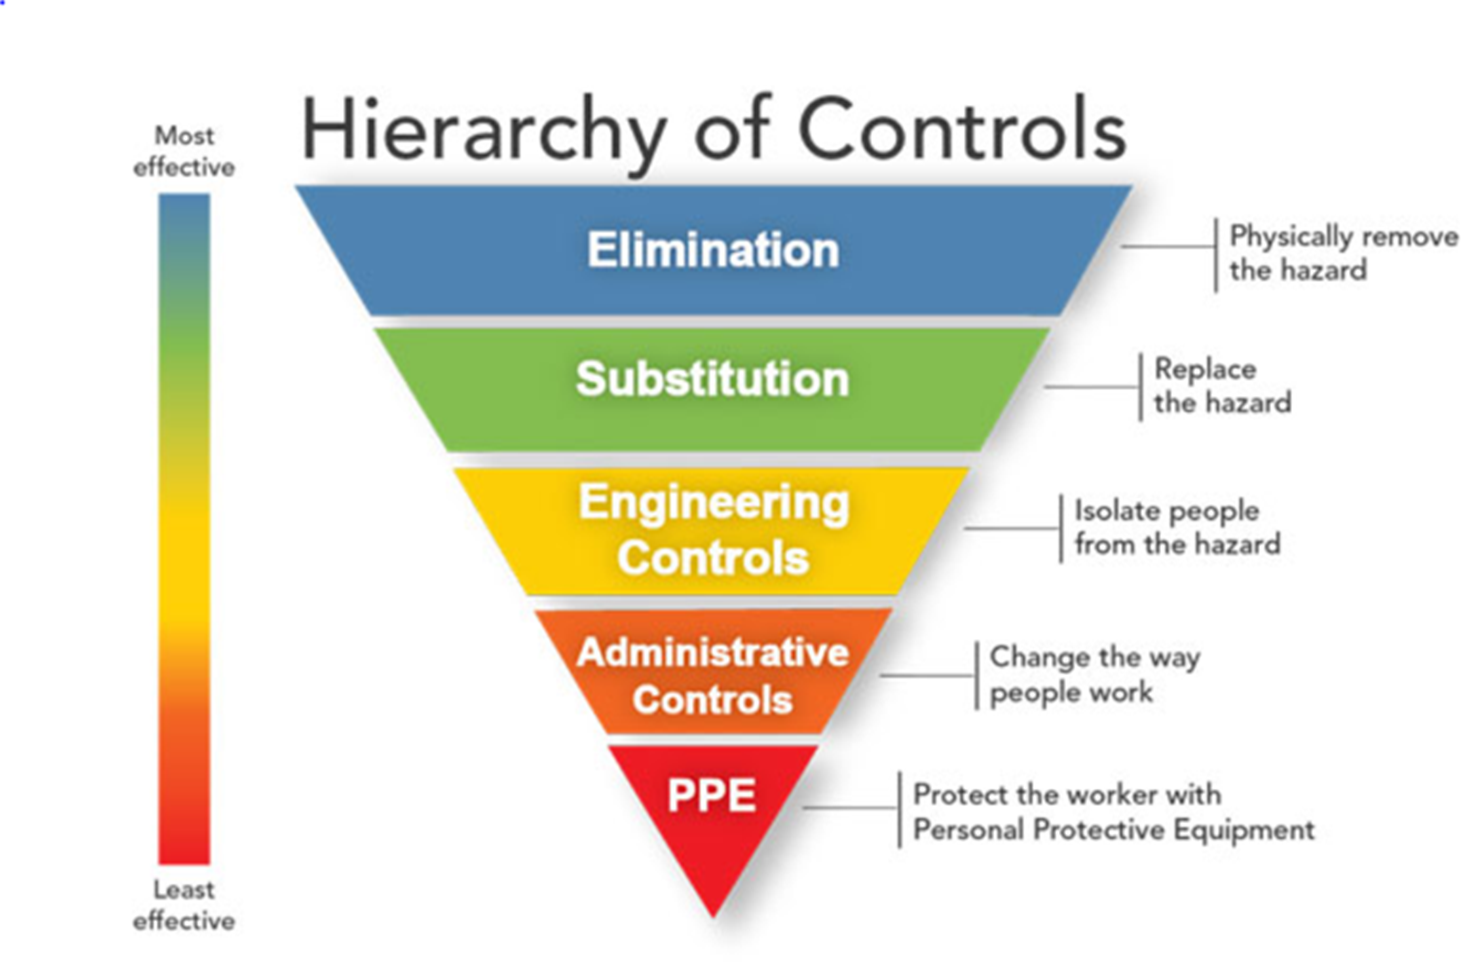 Hierarchy of Controls
Most
effective
Elimination
Physically remove
the hazard
Substitution
Replace
the hazard
Engineering
Controls
Isolate people
from the hazard
Administrative
Controls
Change the way
people work
PPE
Protect the worker with
Personal Protective Equipment
Least
effective